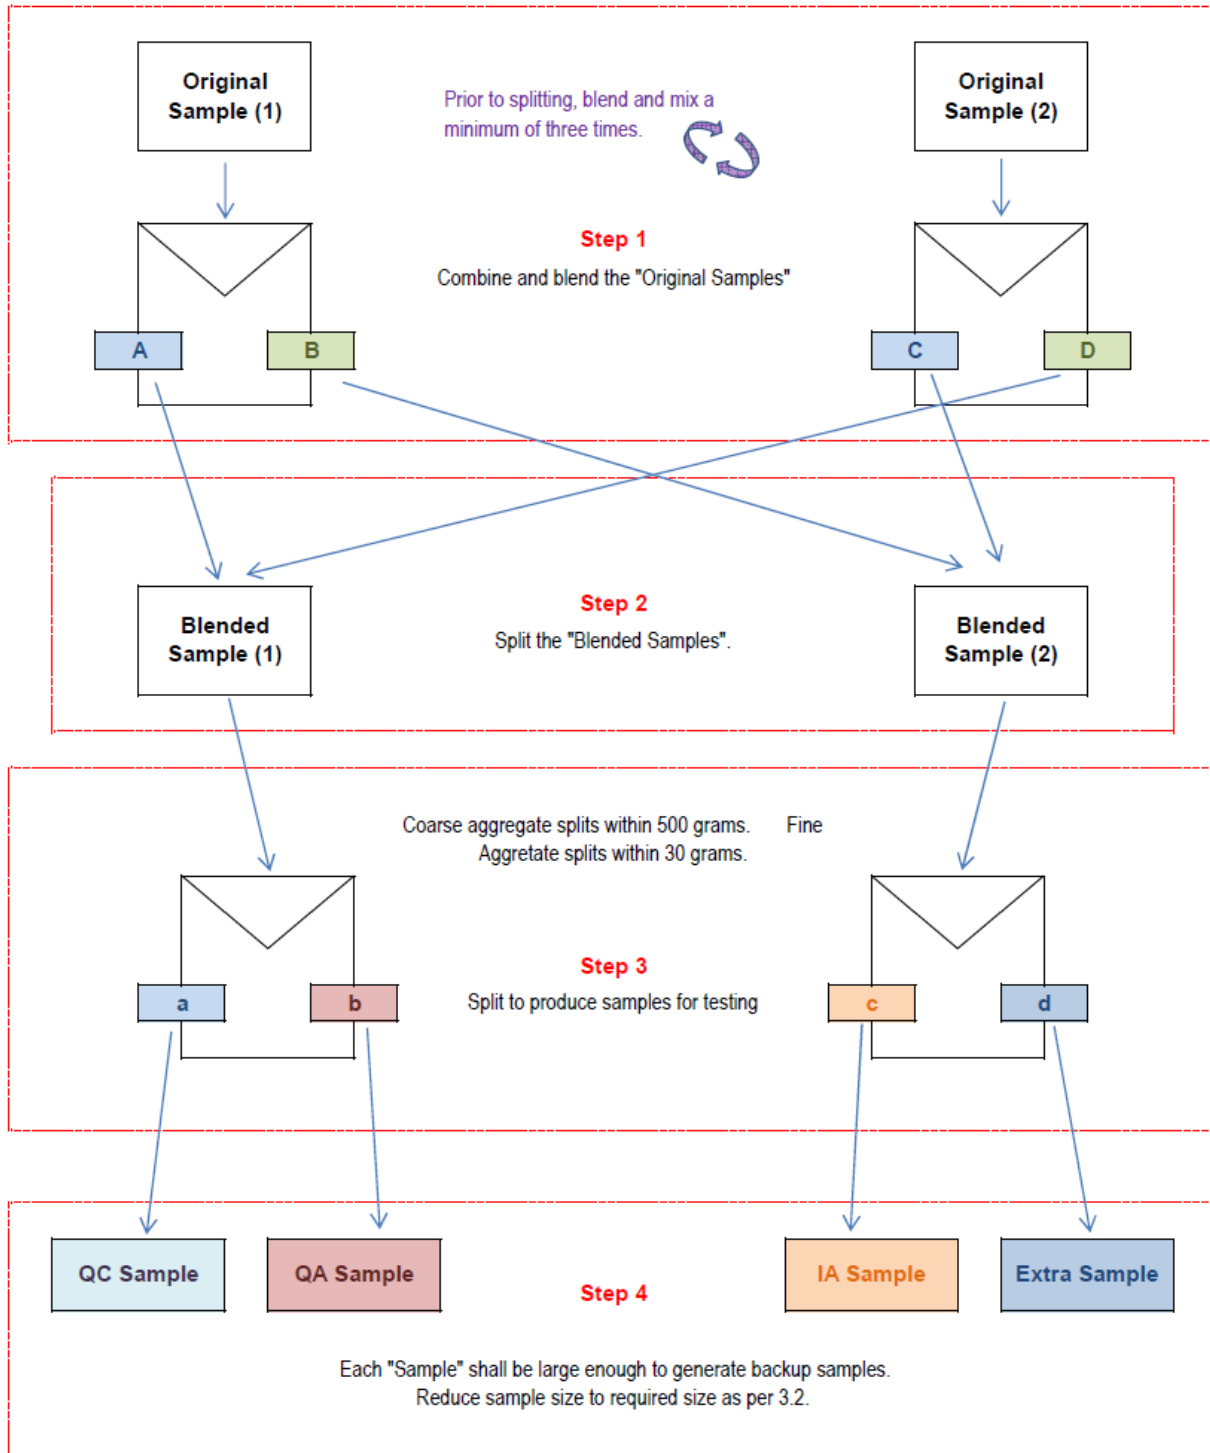 Original
Sample (1)
Original
Sample (2)
Prior to splitting, blend and mix a
minimum of three times.
Step 1
Combine and blend the "Original Samples"
A
B
C
D
Blended
Sample (1)
Step 2
Split the "Blended Samples".
Blended
Sample (2)
Coarse aggregate splits within 500 grams. Fine
Aggretate splits within 30 grams.
Step 3
Split to produce samples for testing
a
b
c
d
QC Sample
QA Sample
IA Sample
Extra Sample
Step 4
Each "Sample" shall be large enough to generate backup samples.
Reduce sample size to required size as per 3.2.